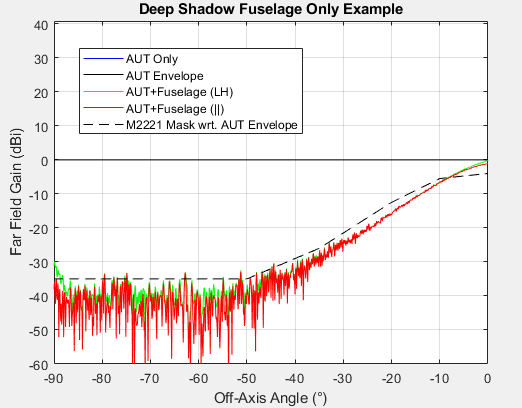 Deep Shadow Fuselage Only Example
AUT Only
AUT Envelope
AUT+Fuselage (LH)
AUT+Fuselage (||)
M2221 Mask wrt. AUT Envelope
Far Field Gain (dBi)
40
30
20
10
0
-10
-20
-30
-40
-50
-60
-90 -80 -70 -60 -50 -40 -30 -20 -10 0
Off-Axis Angle (°)